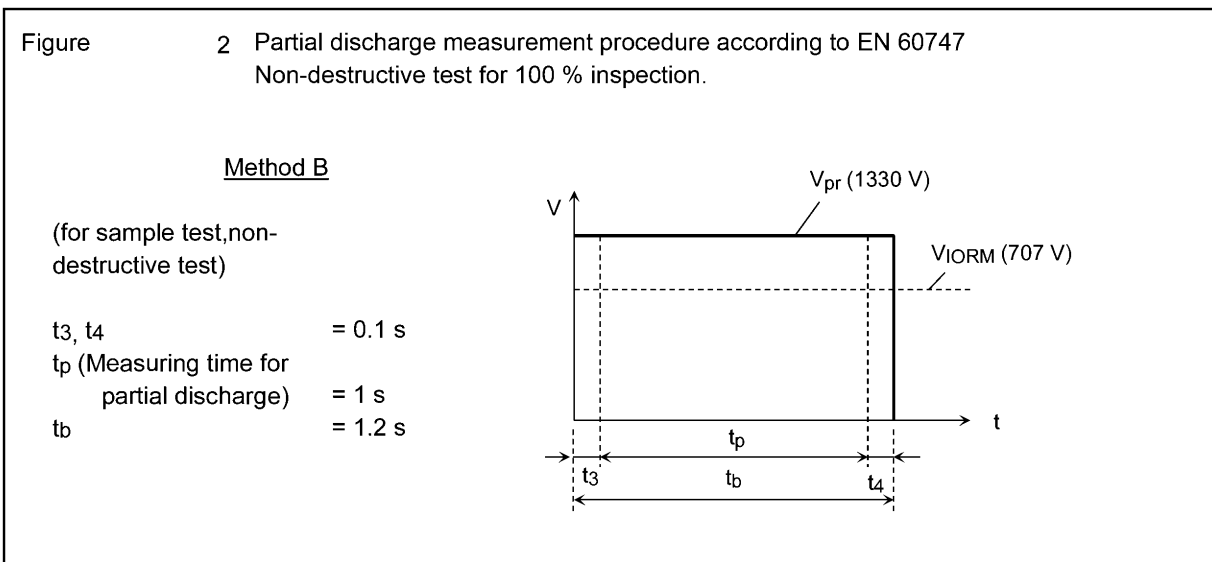 Figure 2 Partial discharge measurement procedure according to EN 60747
Non-destructive test for 100 % inspection.
Method B
(for sample test,non-
destructive test)
t3, t4 = 0.1 s
tp (Measuring time for
partial discharge) = 1 s
tb = 1.2 s
V
Vpr (1330 V)
VIORM (707 V)
t
t3
tp
tb
t4